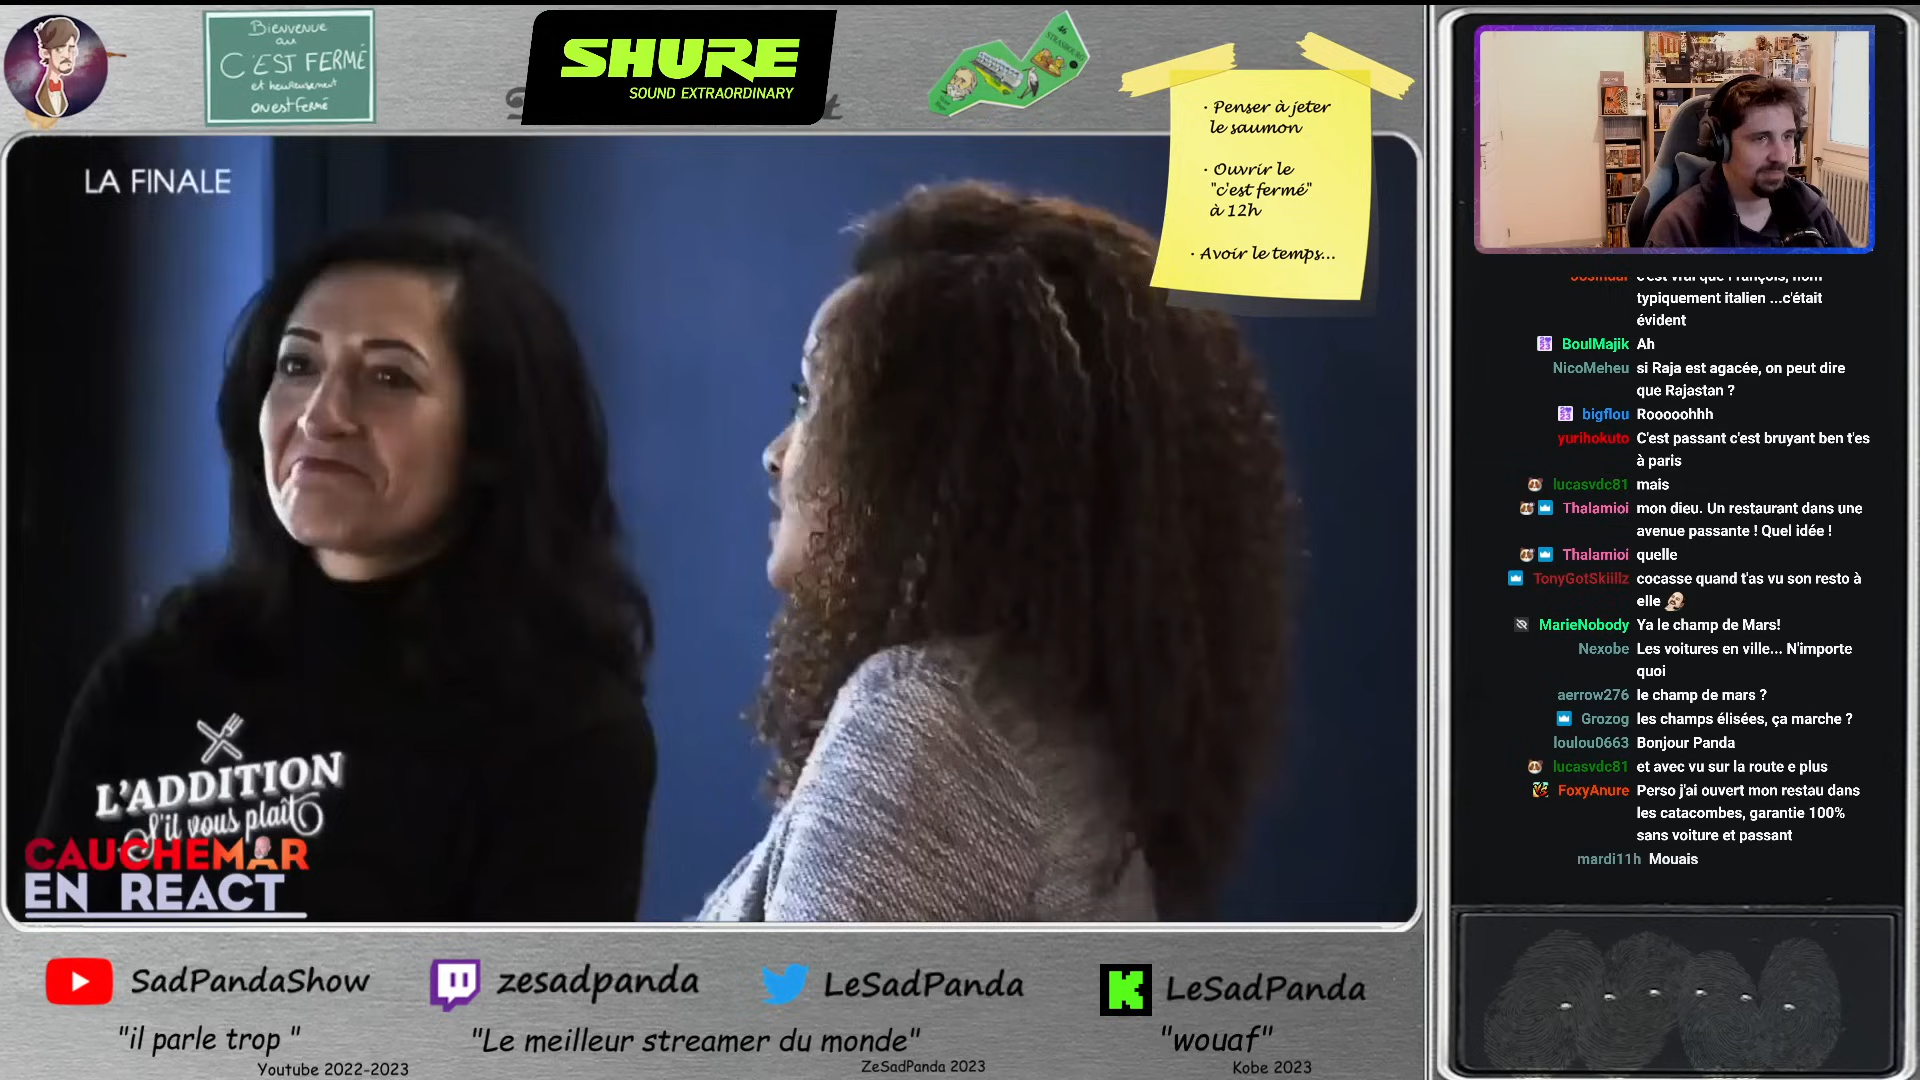 Bienvenue
au
C'EST FERMÉ
et heureusement
on est fermé
SHURE
SOUND EXTRAORDINARY
STRASBOURG
· Penser à jeter
le saumon
· Ouvrir le
"c'est fermé"
à 12h
· Avoir le temps...
LA FINALE
L'ADDITION
S'il vous plaît
CAUCHEMAR
EN REACT
typiquement italien ...c'était
évident
BoulMajik Ah
NicoMeheu si Raja est agacée, on peut dire
que Rajastan ?
bigflou Rooooohhh
yurihokuto C'est passant c'est bruyant ben t'es
à paris
lucasvdc81 mais
Thalamioi mon dieu. Un restaurant dans une
avenue passante ! Quel idée !
Thalamioi quelle
TonyGotSkiillz cocasse quand t'as vu son resto à
elle
MarieNobody Ya le champ de Mars!
Nexobe Les voitures en ville... N'importe
quoi
aerrow276 le champ de mars ?
Grozog les champs élisées, ça marche ?
loulou0663 Bonjour Panda
lucasvdc81 et avec vu sur la route e plus
FoxyAnure Perso j'ai ouvert mon restau dans
les catacombes, garantie 100%
sans voiture et passant
mardi11h Mouais
SadPandaShow
zesadpanda
LeSadPanda
LeSadPanda
"il parle trop "
Youtube 2022-2023
"Le meilleur streamer du monde"
ZeSadPanda 2023
"wouaf"
Kobe 2023